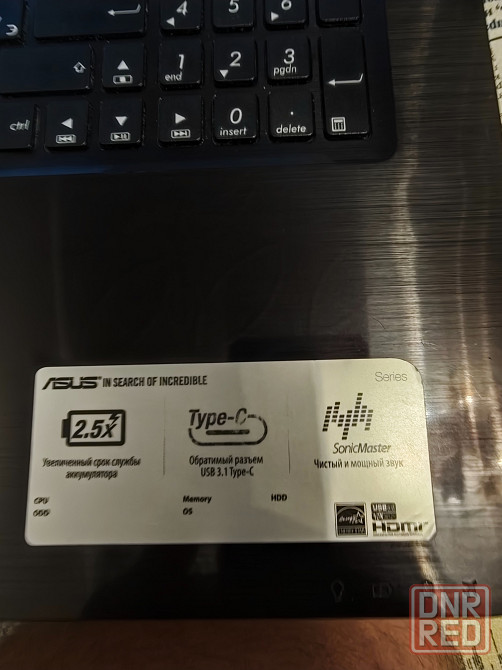 4 5 6
1 2 3
end pgdn
ctrl 0 .
insert delete
ASUS IN SEARCH OF INCREDIBLE Series
2.5X Type-C SonicMaster
Увеличенный срок службы
аккумулятора
Обратимый разъем
USB 3.1 Type-C
Чистый и мощный звук
CPU Memory HDD
OS
HDMI
DNR
RED